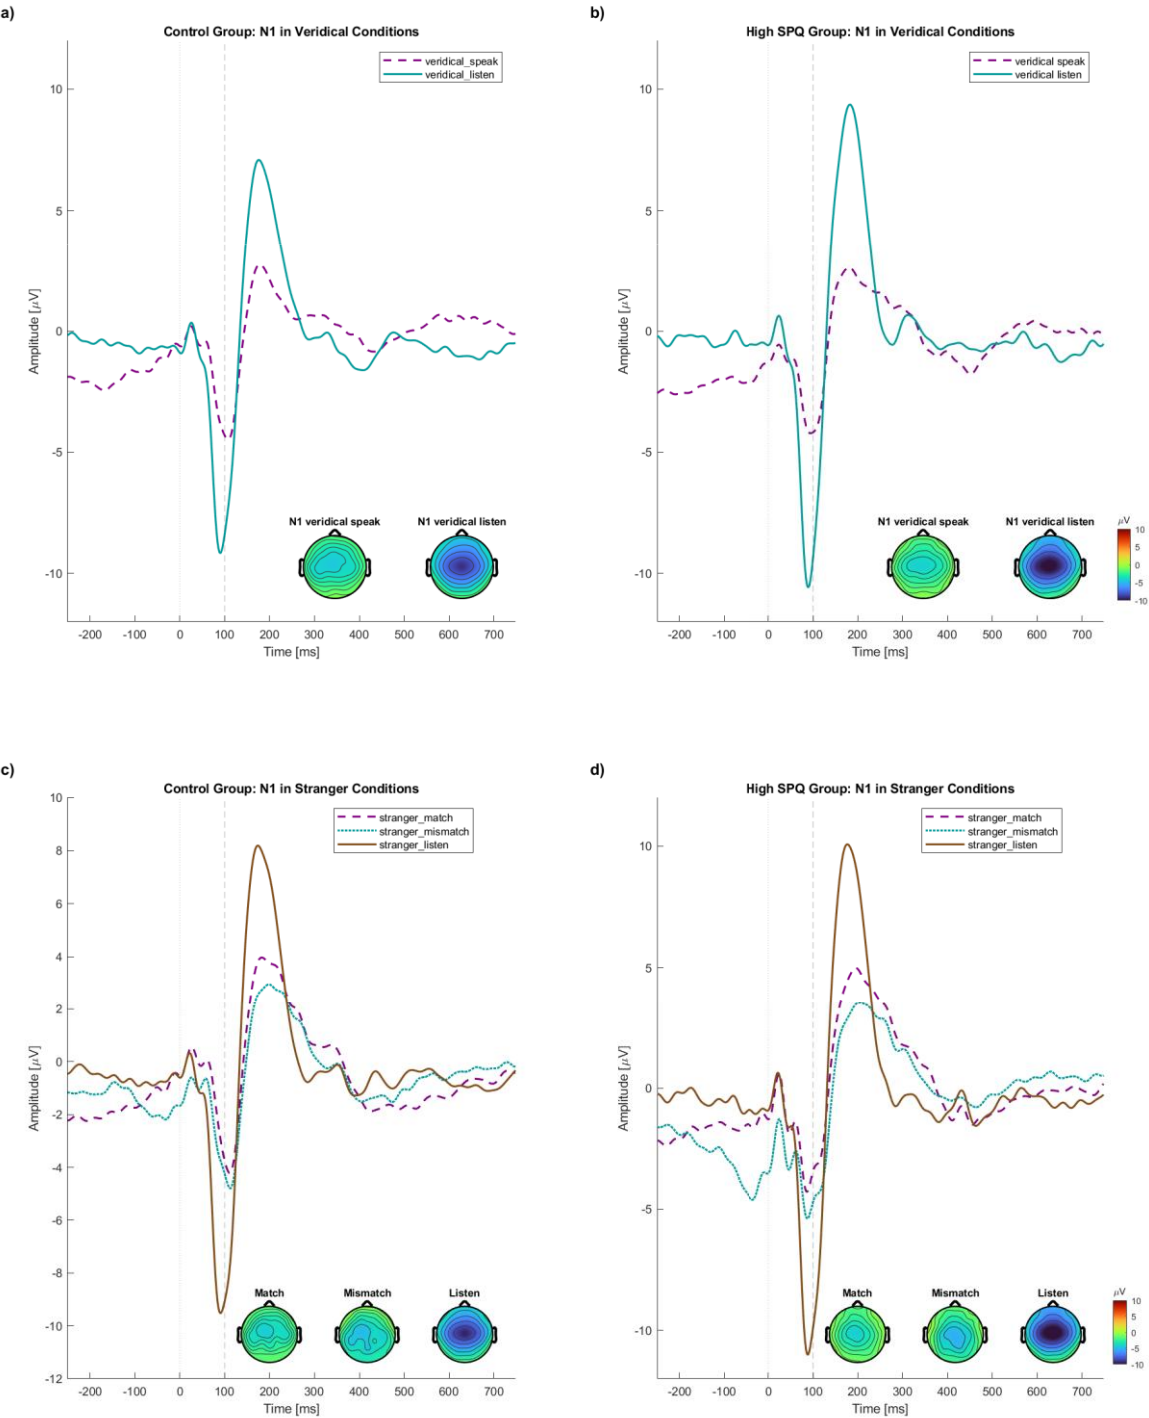 a)
Control Group: N1 in Veridical Conditions
veridical_speak
veridical_listen
10
5
0
-5
-10
Amplitude [μV]
N1 veridical speak
N1 veridical listen
-200 -100 0 100 200 300 400 500 600 700
Time [ms]
b)
High SPQ Group: N1 in Veridical Conditions
veridical speak
veridical listen
10
5
0
-5
-10
Amplitude [μV]
N1 veridical speak
N1 veridical listen
μV
10
5
0
-5
-10
-200 -100 0 100 200 300 400 500 600 700
Time [ms]
c)
Control Group: N1 in Stranger Conditions
stranger_match
stranger_mismatch
stranger_listen
10
8
6
4
2
0
-2
-4
-6
-8
-10
-12
Amplitude [μV]
Match
Mismatch
Listen
-200 -100 0 100 200 300 400 500 600 700
Time [ms]
d)
High SPQ Group: N1 in Stranger Conditions
stranger_match
stranger_mismatch
stranger_listen
10
5
0
-5
-10
Amplitude [μV]
Match
Mismatch
Listen
μV
10
5
0
-5
-10
-200 -100 0 100 200 300 400 500 600 700
Time [ms]